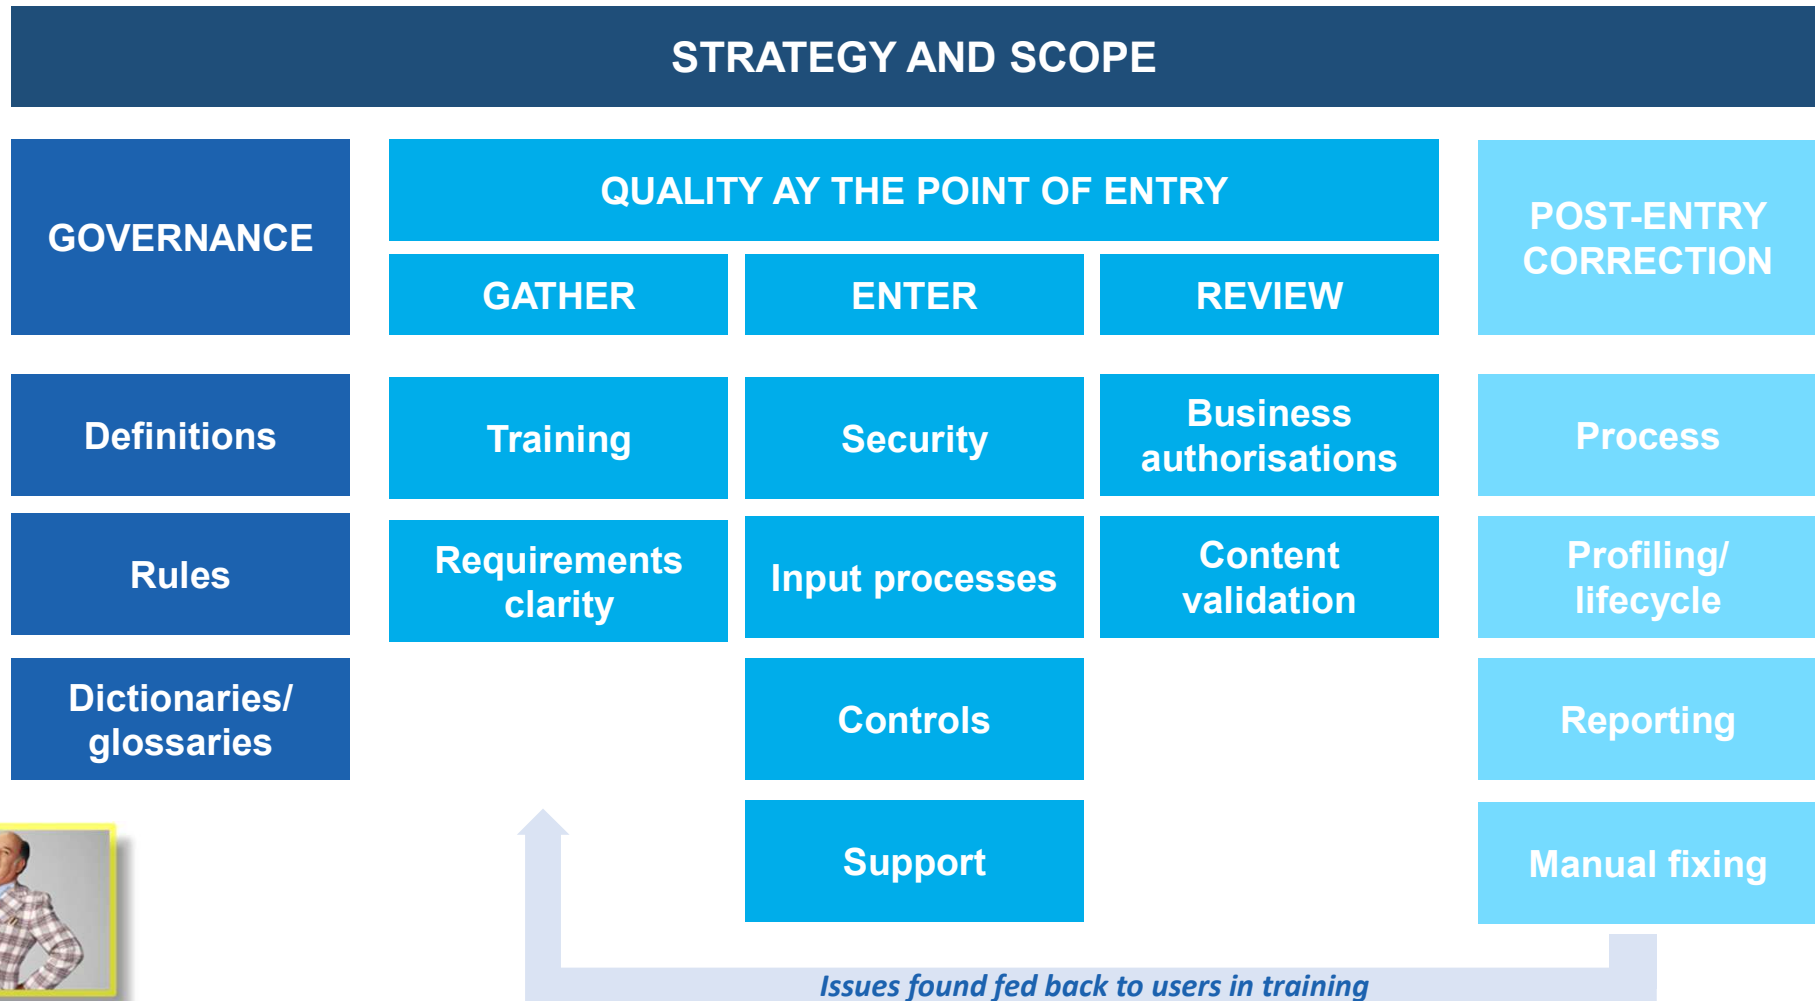 STRATEGY AND SCOPE
GOVERNANCE
QUALITY AY THE POINT OF ENTRY
GATHER
ENTER
REVIEW
POST-ENTRY
CORRECTION
Definitions
Training
Security
Business
authorisations
Process
Rules
Requirements
clarity
Input processes
Content
validation
Profiling/
lifecycle
Dictionaries/
glossaries
Controls
Reporting
Support
Manual fixing
Issues found fed back to users in training